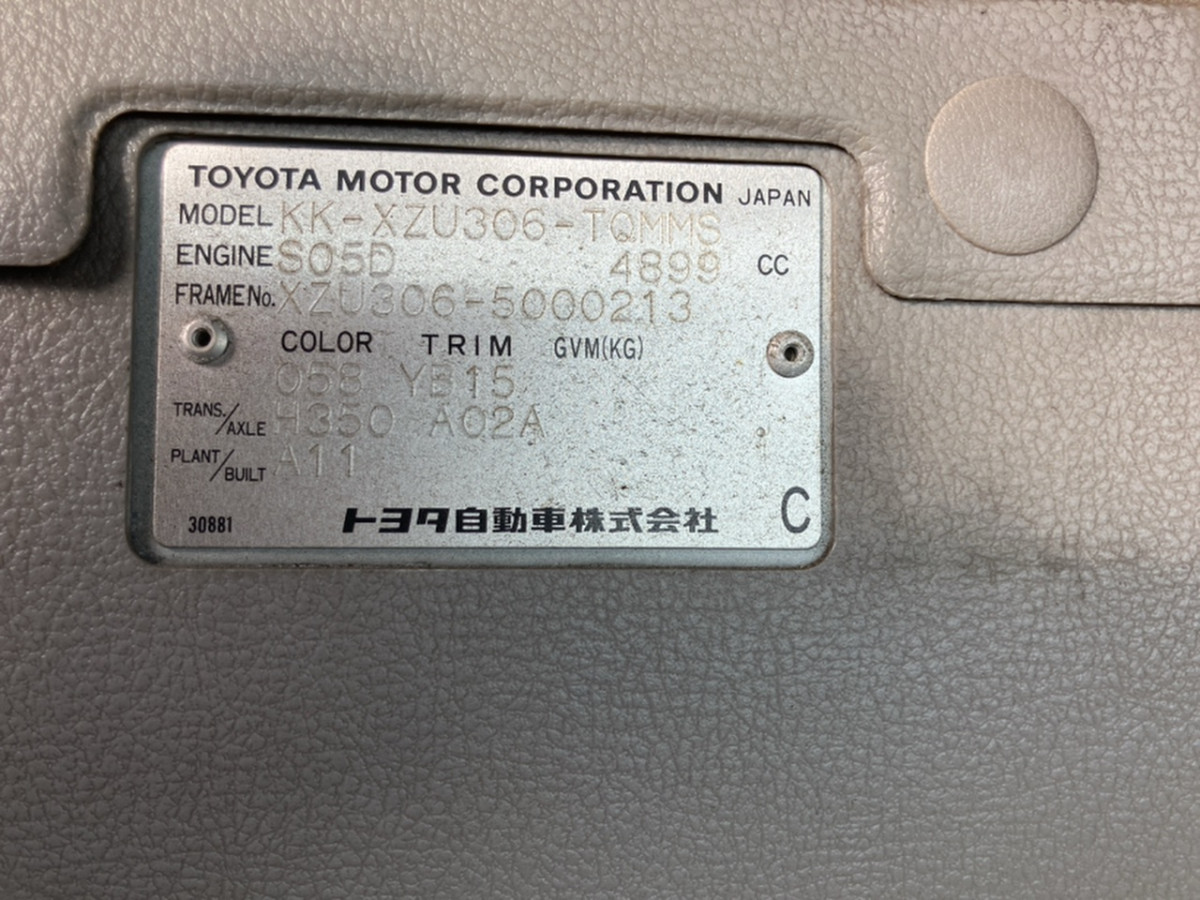 TOYOTA MOTOR CORPORATION JAPAN
MODEL KK-XZU306-TQMMS
ENGINE S05D 4899 CC
FRAME No. XZU306-5000213
COLOR TRIM GVM(KG)
058 YB15
TRANS./AXLE H350 A02A
PLANT/BUILT A11
30881 トヨタ自動車株式会社 C